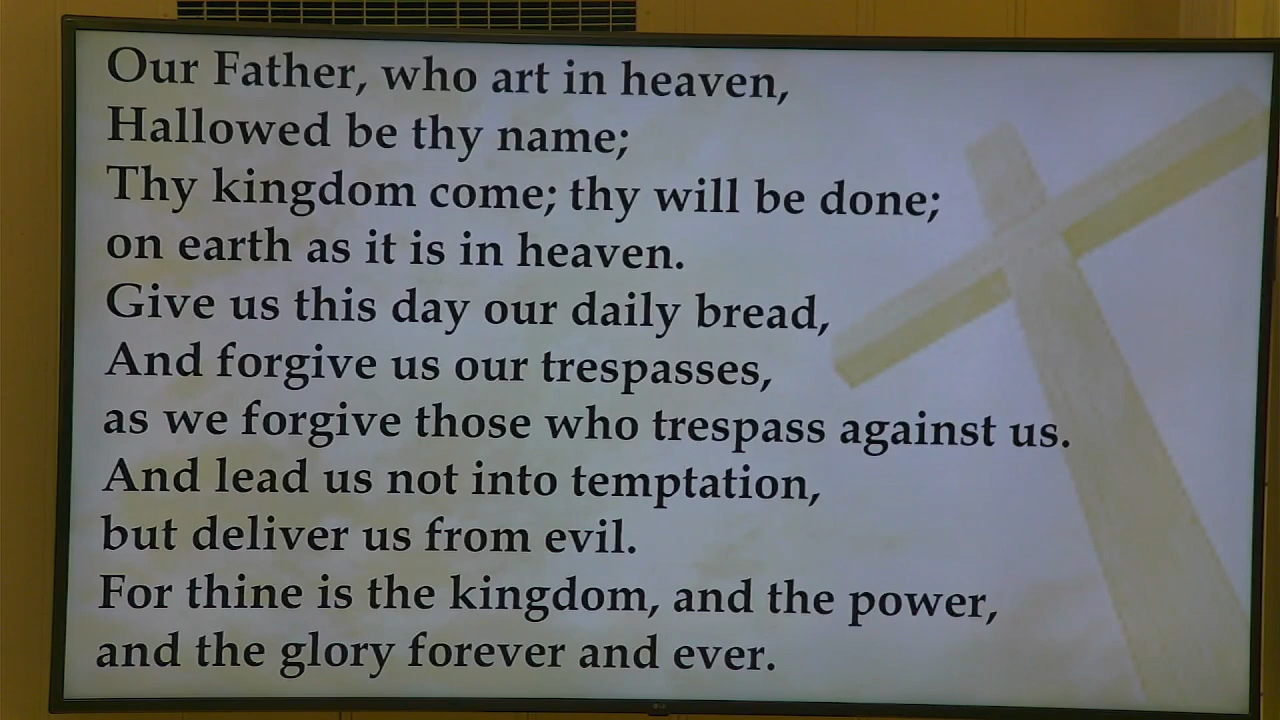 Our Father, who art in heaven,
Hallowed be thy name;
Thy kingdom come; thy will be done;
on earth as it is in heaven.
Give us this day our daily bread,
And forgive us our trespasses,
as we forgive those who trespass against us.
And lead us not into temptation,
but deliver us from evil.
For thine is the kingdom, and the power,
and the glory forever and ever.